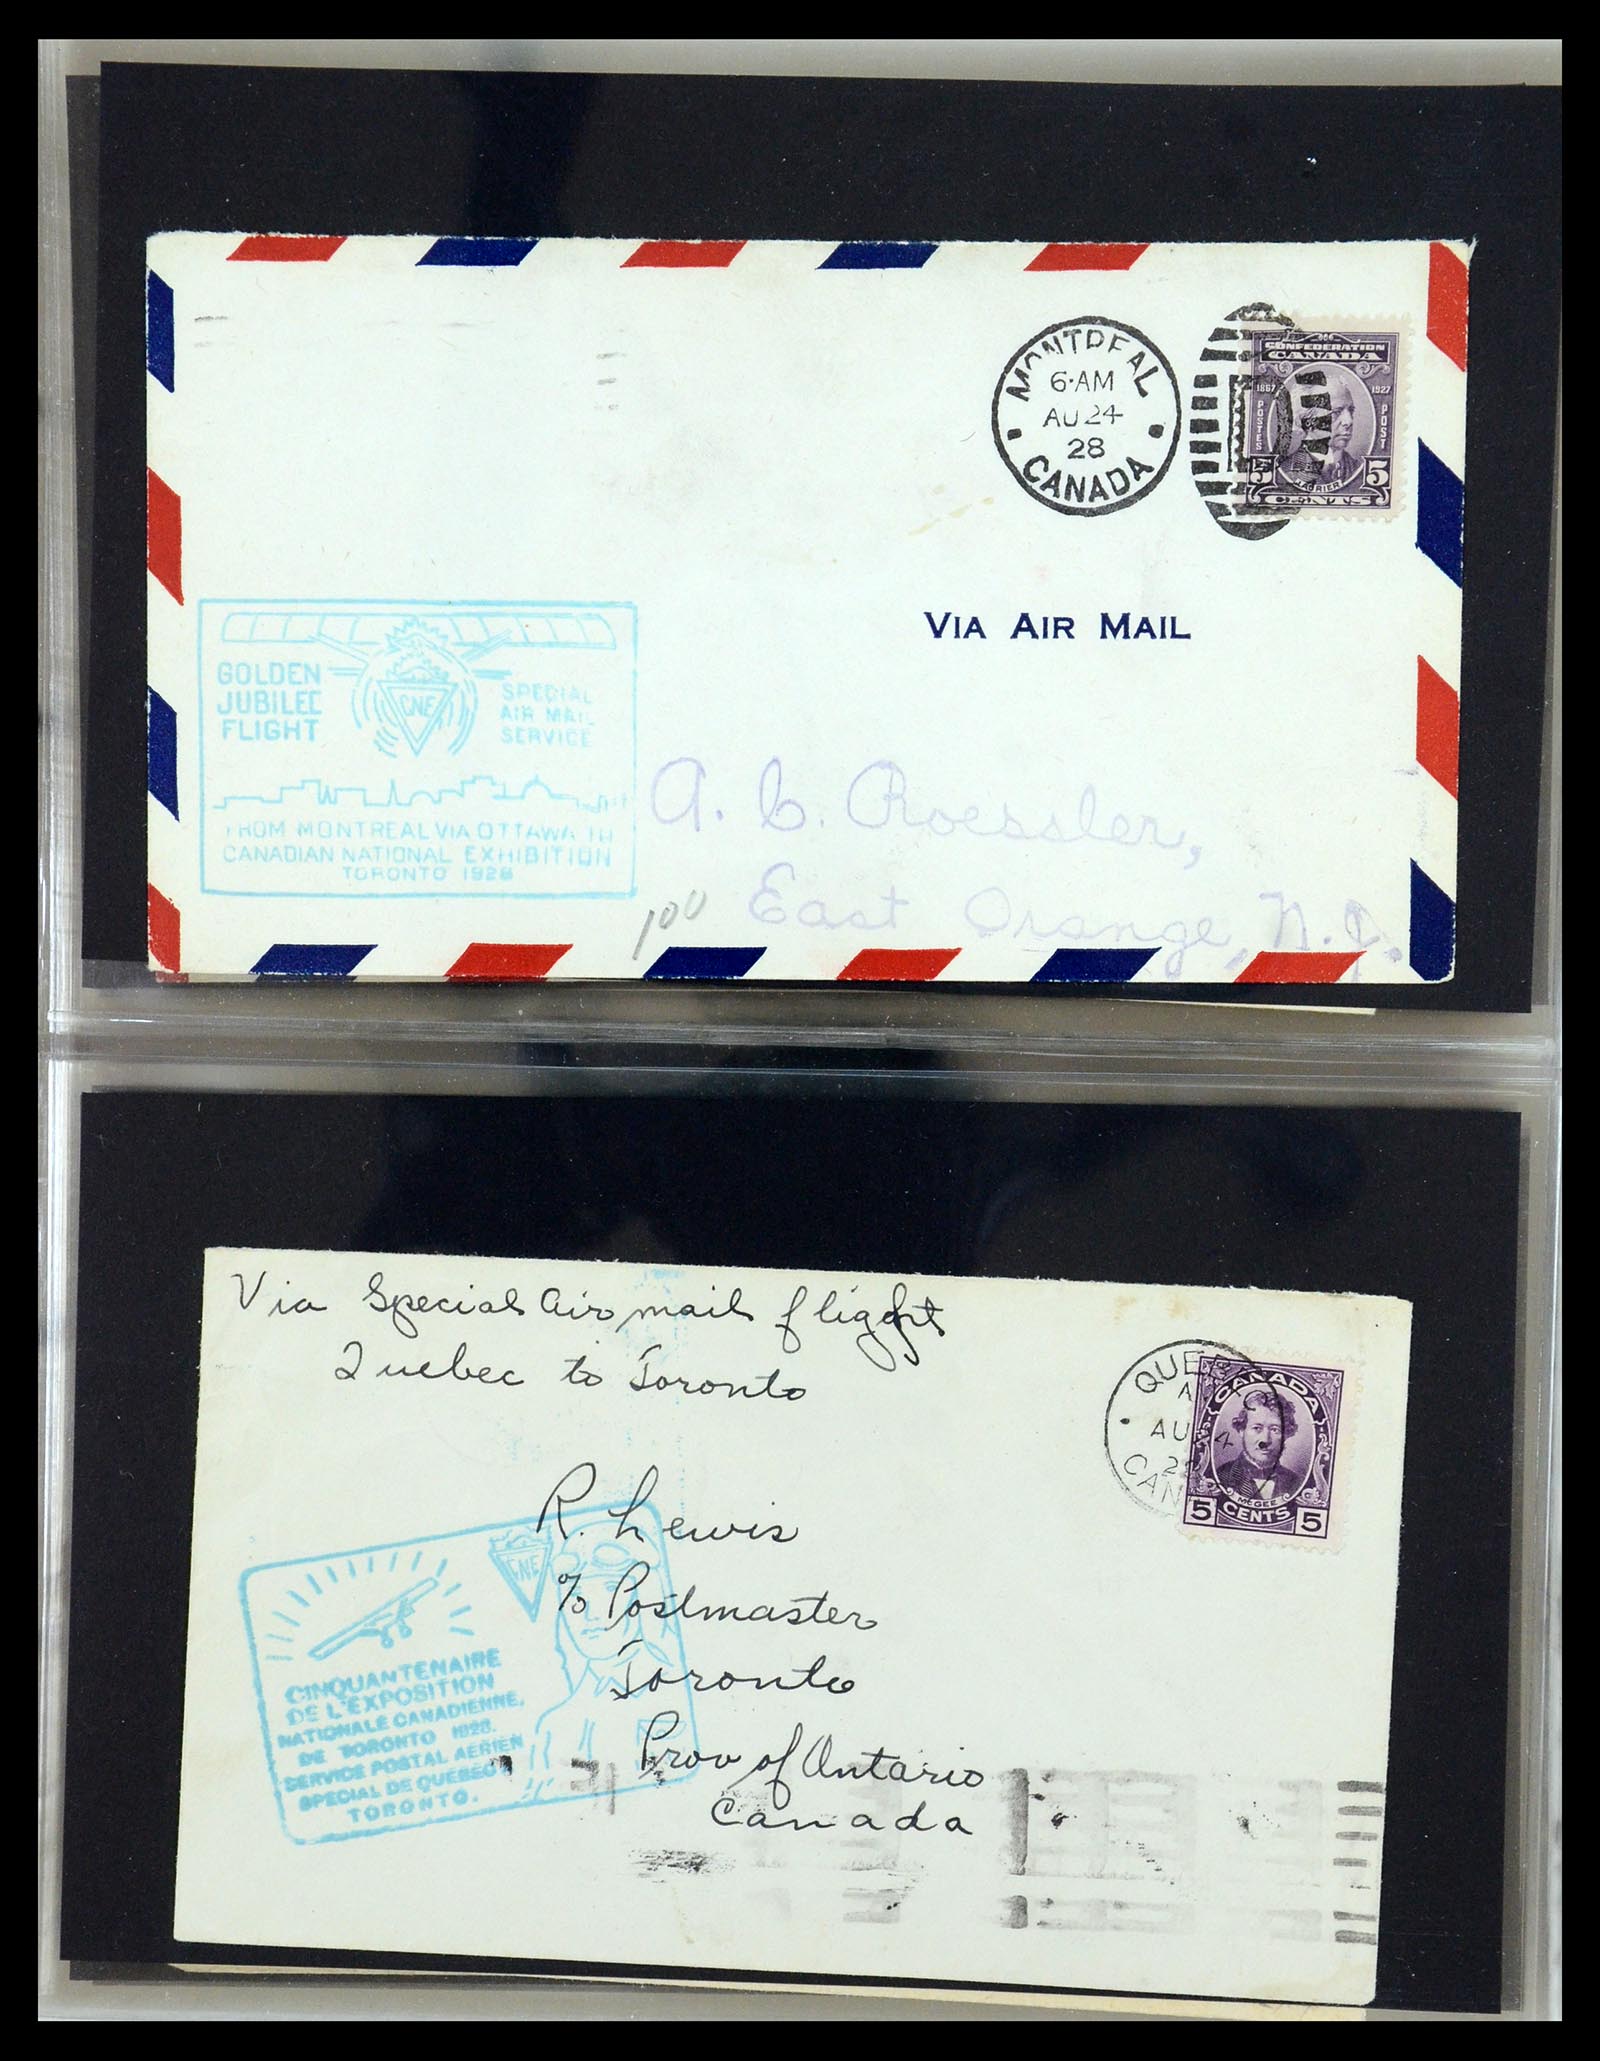 MONTREAL
6·AM
AU 24
28
CANADA
CONFEDERATION
CANADA
1867 1927
POSTES POST
LAURIER
5 5
CENTS
VIA AIR MAIL
GOLDEN
JUBILEE
FLIGHT
CNE
SPECIAL
AIR MAIL
SERVICE
FROM MONTREAL VIA OTTAWA TO
CANADIAN NATIONAL EXHIBITION
TORONTO 1928
A. C. Roessler,
East Orange, N.J.
100
Via Special Air mail flight
Quebec to Toronto
QUEBEC
AU 24
CAN
CANADA
McGEE
5 CENTS 5
R. Lewis
c/o Postmaster
Toronto
Prov of Ontario
Canada
CNE
CINQUANTENAIRE
DE L'EXPOSITION
NATIONALE CANADIENNE,
DE TORONTO 1928.
SERVICE POSTAL AERIEN
SPECIAL DE QUEBEC
TORONTO.